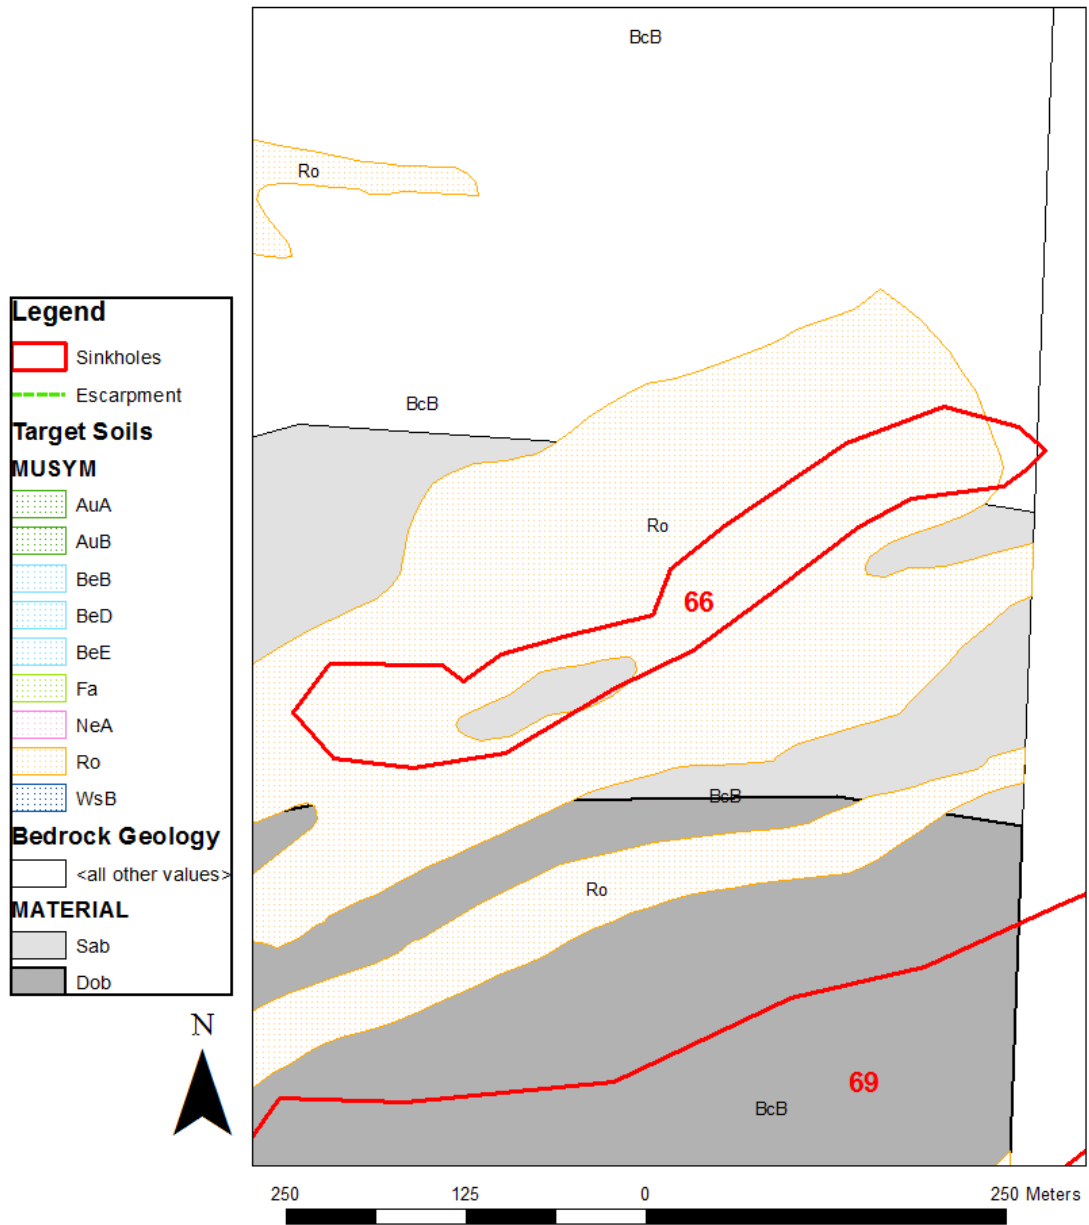 BcB
Ro
BcB
Ro
66
BcB
Ro
69
BcB
Legend
Sinkholes
Escarpment
Target Soils
MUSYM
AuA
AuB
BeB
BeD
BeE
Fa
NeA
Ro
WsB
Bedrock Geology
<all other values>
MATERIAL
Sab
Dob
N
250 125 0 250 Meters